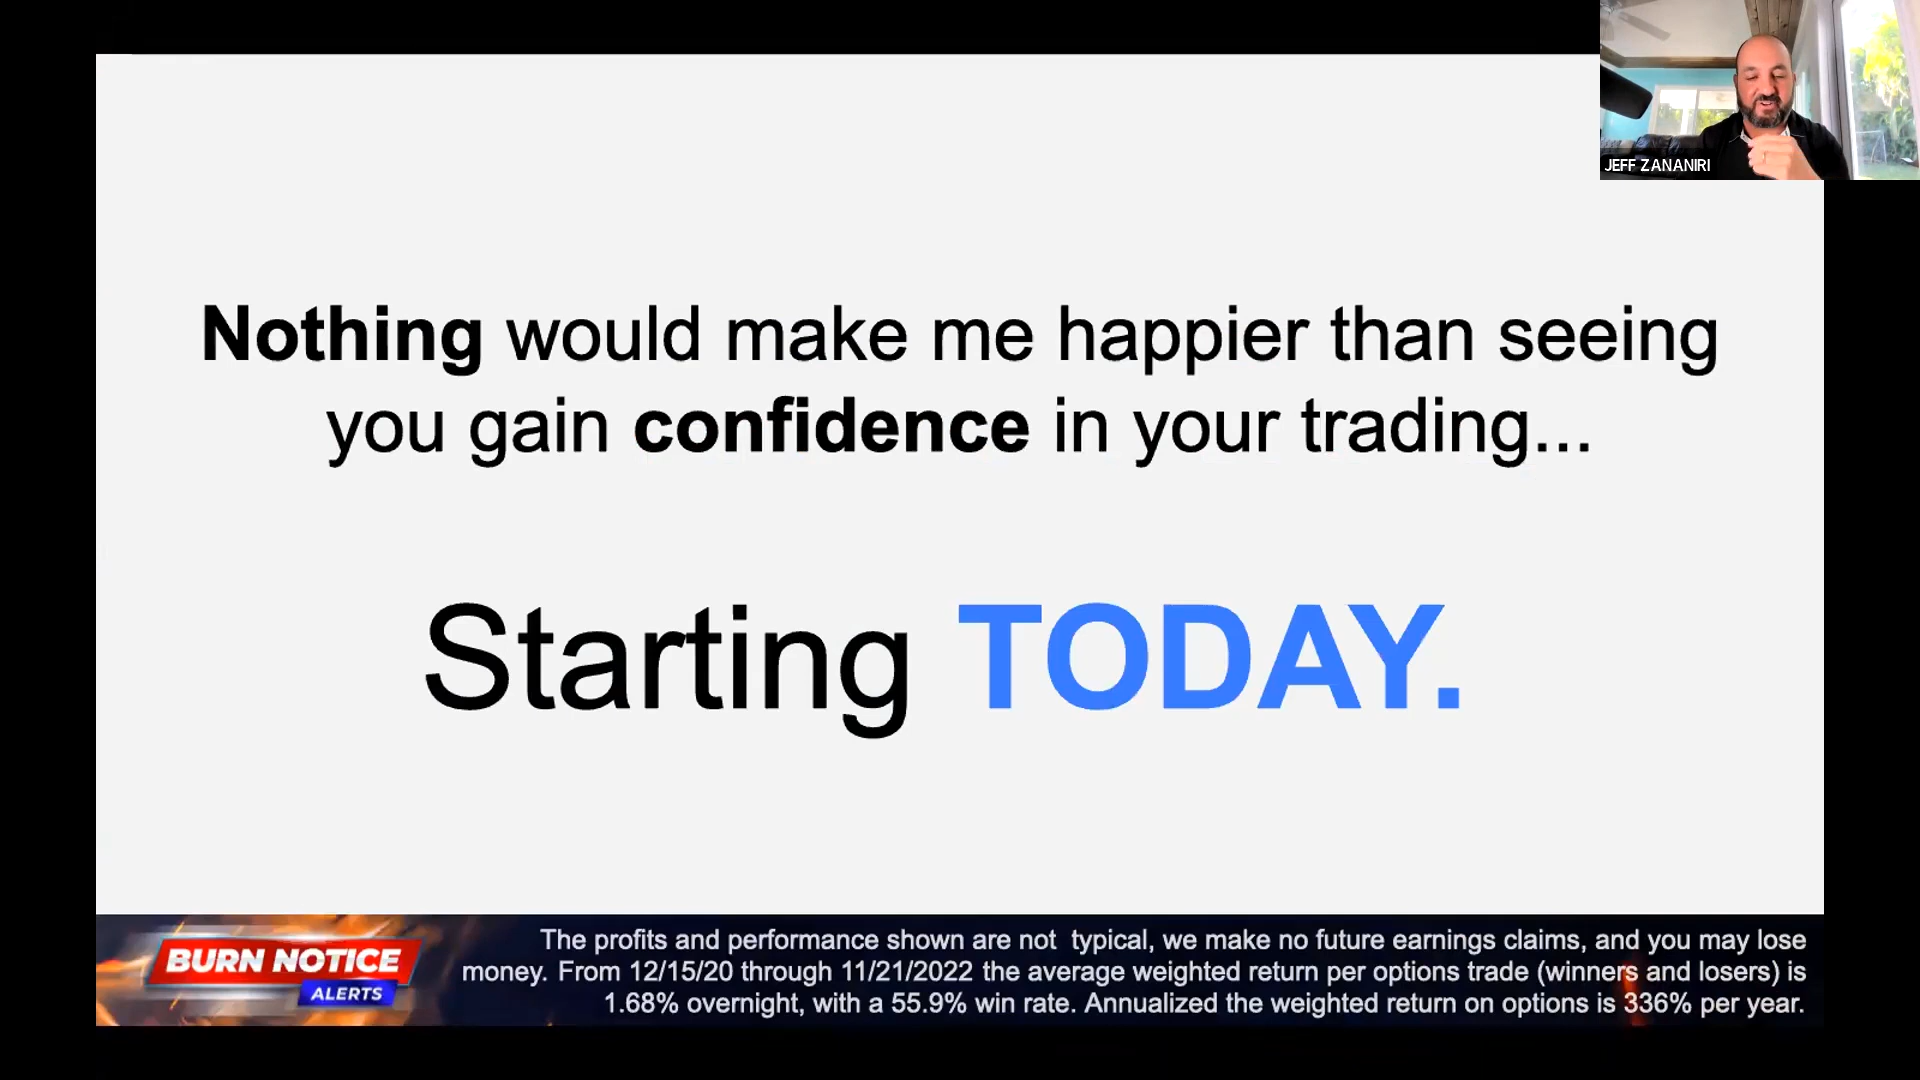 JEFF ZANANIRI
Nothing would make me happier than seeing
you gain confidence in your trading...
Starting TODAY.
BURN NOTICE
ALERTS
The profits and performance shown are not typical, we make no future earnings claims, and you may lose
money. From 12/15/20 through 11/21/2022 the average weighted return per options trade (winners and losers) is
1.68% overnight, with a 55.9% win rate. Annualized the weighted return on options is 336% per year.